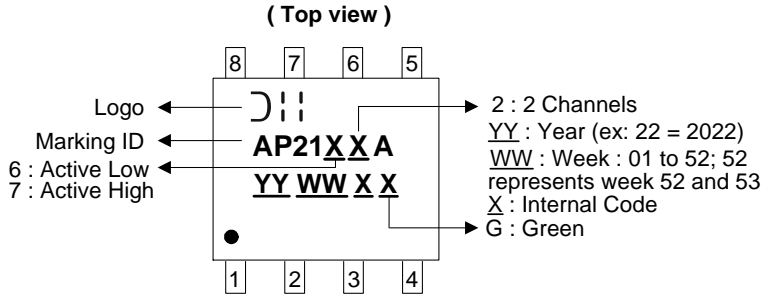 ( Top view )
8 7 6 5
Logo
Marking ID
6 : Active Low
7 : Active High
AP21XXA
YY WW X X
2 : 2 Channels
YY : Year (ex: 22 = 2022)
WW : Week : 01 to 52; 52
represents week 52 and 53
X : Internal Code
G : Green
1 2 3 4